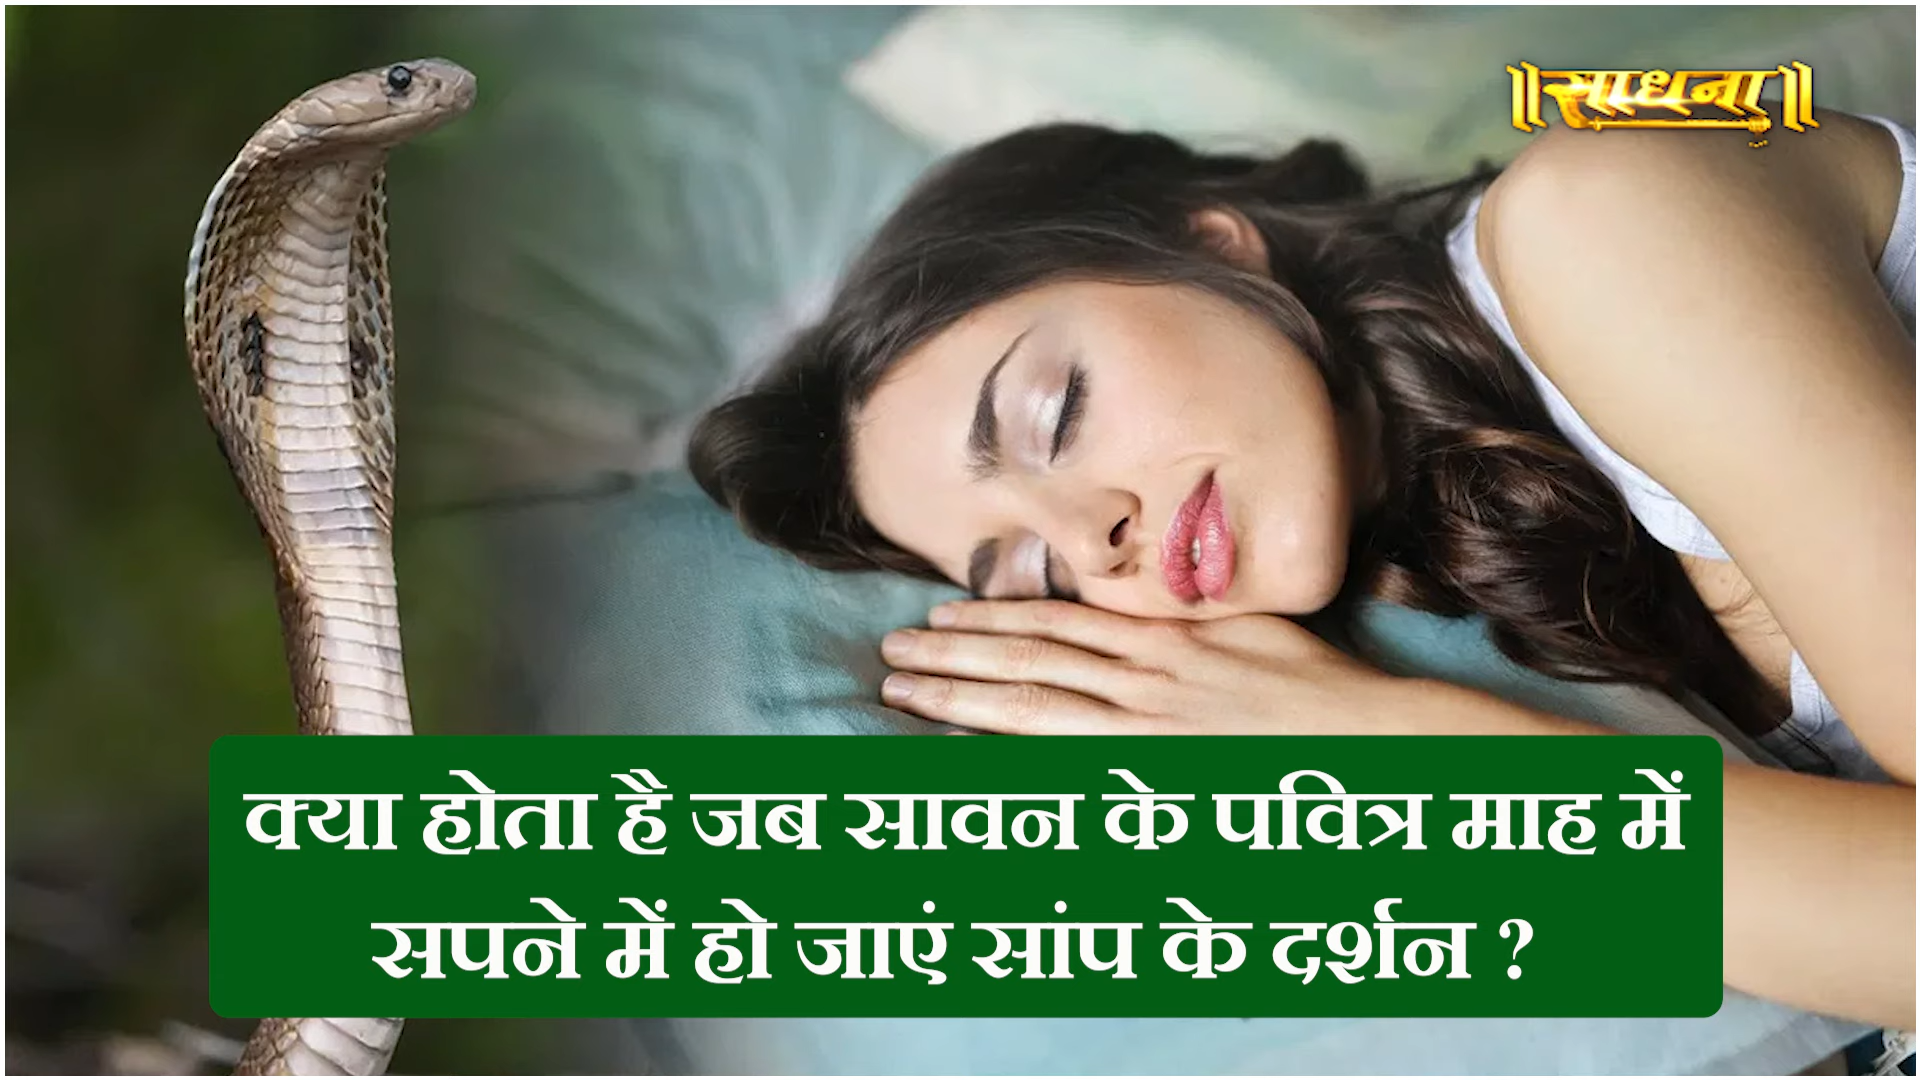 ॥साधना॥
क्या होता है जब सावन के पवित्र माह में
सपने में हो जाएं सांप के दर्शन ?